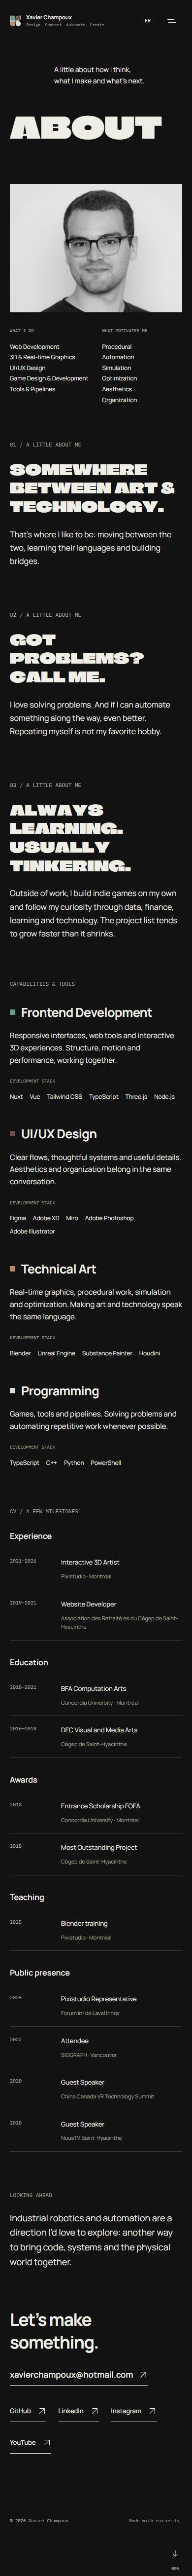 Xavier Champoux
Design. Connect. Automate. Create
FR
A little about how I think,
what I make and what's next.
ABOUT
WHAT I DO
Web Development
3D & Real-time Graphics
UI/UX Design
Game Design & Development
Tools & Pipelines
WHAT MOTIVATES ME
Procedural
Automation
Simulation
Optimization
Aesthetics
Organization
01 / A LITTLE ABOUT ME
SOMEWHERE
BETWEEN ART &
TECHNOLOGY.
That's where I like to be: moving between the
two, learning their languages and building
bridges.
02 / A LITTLE ABOUT ME
GOT
PROBLEMS?
CALL ME.
I love solving problems. And if I can automate
something along the way, even better.
Repeating myself is not my favorite hobby.
03 / A LITTLE ABOUT ME
ALWAYS
LEARNING.
USUALLY
TINKERING.
Outside of work, I build indie games on my own
and follow my curiosity through data, finance,
learning and technology. The project list tends
to grow faster than it shrinks.
CAPABILITIES & TOOLS
Frontend Development
Responsive interfaces, web tools and interactive
3D experiences. Structure, motion and
performance, working together.
DEVELOPMENT STACK
Nuxt Vue Tailwind CSS TypeScript Three.js Node.js
UI/UX Design
Clear flows, thoughtful systems and useful details.
Aesthetics and organization belong in the same
conversation.
DEVELOPMENT STACK
Figma Adobe XD Miro Adobe Photoshop
Adobe Illustrator
Technical Art
Real-time graphics, procedural work, simulation
and optimization. Making art and technology speak
the same language.
DEVELOPMENT STACK
Blender Unreal Engine Substance Painter Houdini
Programming
Games, tools and pipelines. Solving problems and
automating repetitive work whenever possible.
DEVELOPMENT STACK
TypeScript C++ Python PowerShell
CV / A FEW MILESTONES
Experience
2021–2026
Interactive 3D Artist
Pixistudio · Montréal
2019–2021
Website Developer
Association des Retraité.es du Cégep de Saint-
Hyacinthe
Education
2018–2021
BFA Computation Arts
Concordia University · Montréal
2016–2018
DEC Visual and Media Arts
Cégep de Saint-Hyacinthe
Awards
2018
Entrance Scholarship FOFA
Concordia University · Montréal
2018
Most Outstanding Project
Cégep de Saint-Hyacinthe
Teaching
2025
Blender training
Pixistudio · Montréal
Public presence
2025
Pixistudio Representative
Forum in! de Laval Innov
2022
Attendee
SIGGRAPH · Vancouver
2020
Guest Speaker
China Canada VR Technology Summit
2018
Guest Speaker
NousTV Saint-Hyacinthe
LOOKING AHEAD
Industrial robotics and automation are a
direction I'd love to explore: another way
to bring code, systems and the physical
world together.
Let's make
something.
xavierchampoux@hotmail.com
GitHub LinkedIn Instagram
YouTube
© 2026 Xavier Champoux
Made with curiosity.